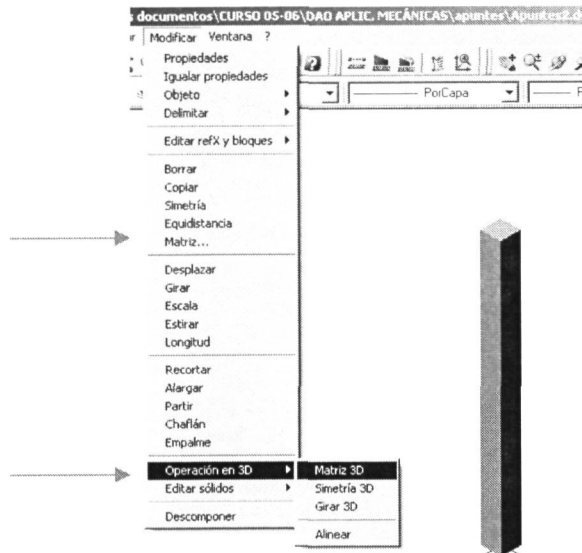 s documentos\CURSO 05-06\DAO APLIC. MECÁNICAS\apuntes\Apuntes2.d
Modificar Ventana ?
PorCapa
Propiedades
Igualar propiedades
Objeto
Delimitar
Editar refX y bloques
Borrar
Copiar
Simetría
Equidistancia
Matriz...
Desplazar
Girar
Escala
Estirar
Longitud
Recortar
Alargar
Partir
Chaflán
Empalme
Operación en 3D
Matriz 3D
Editar sólidos
Simetría 3D
Girar 3D
Descomponer
Alinear